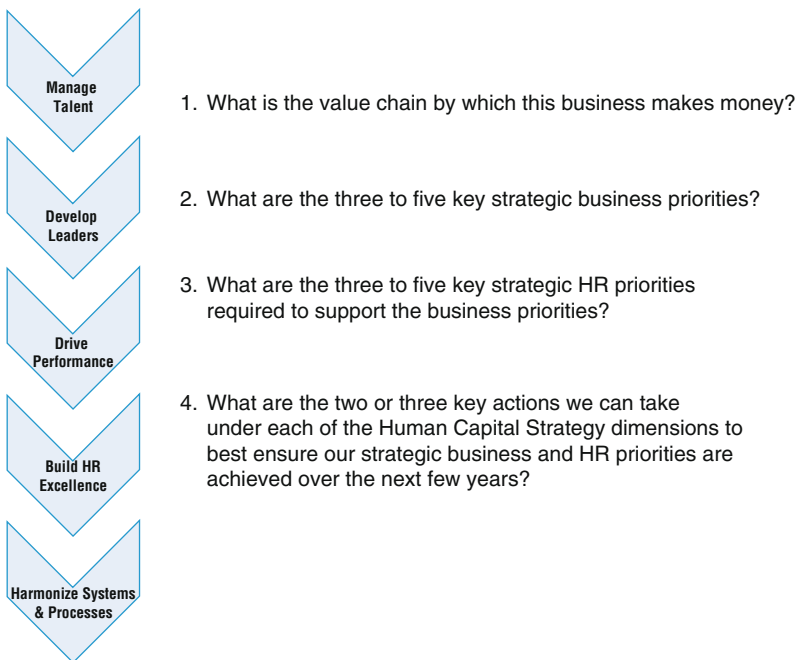 Manage
Talent
1. What is the value chain by which this business makes money?
Develop
Leaders
2. What are the three to five key strategic business priorities?
Drive
Performance
3. What are the three to five key strategic HR priorities
required to support the business priorities?
Build HR
Excellence
4. What are the two or three key actions we can take
under each of the Human Capital Strategy dimensions to
best ensure our strategic business and HR priorities are
achieved over the next few years?
Harmonize Systems
& Processes